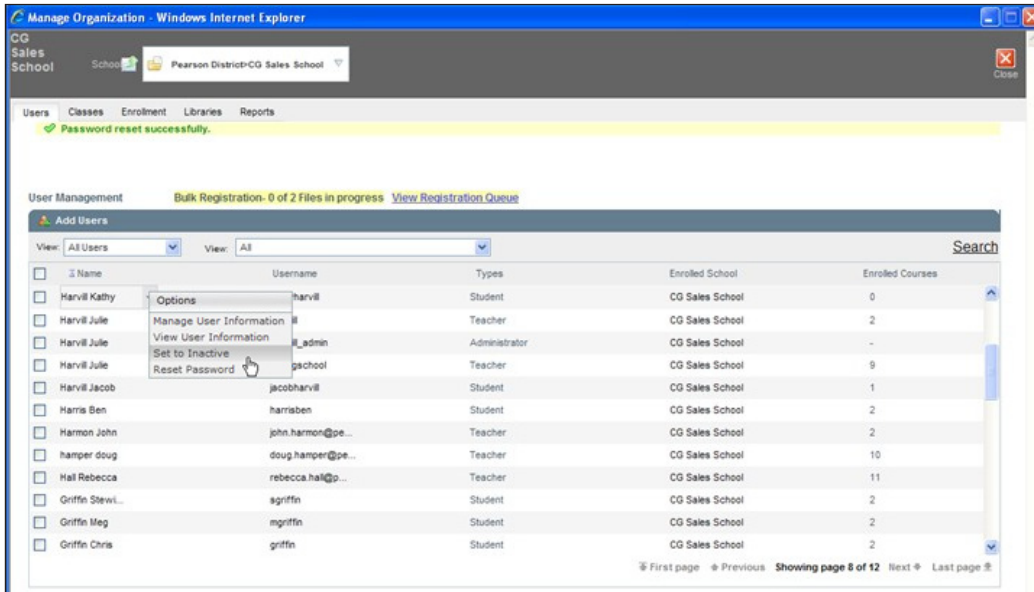 Manage Organization - Windows Internet Explorer
CG
Sales
School
Schoo
Pearson District>CG Sales School
Close
Users Classes Enrolment Libraries Reports
Password reset successfully.
User Management Bulk Registration- 0 of 2 Files in progress View Registration Queue
Add Users
View: All Users View: All Search
Name Username Types Enrolled School Enrolled Courses
Harvill Kathy harvill Student CG Sales School 0
Options
Harvill Julie Teacher CG Sales School 2
Manage User Information
Harvill Julie ll_admin Administrator CG Sales School -
View User Information
Set to Inactive
Harvill Julie gschool Teacher CG Sales School 9
Reset Password
Harvill Jacob jacobharvill Student CG Sales School 1
Harris Ben harrisben Student CG Sales School 2
Harmon John john.harmon@pe... Teacher CG Sales School 2
hamper doug doug.hamper@pe... Teacher CG Sales School 10
Hall Rebecca rebecca.hall@p... Teacher CG Sales School 11
Griffin Stewi... sgriffin Student CG Sales School 2
Griffin Meg mgriffin Student CG Sales School 2
Griffin Chris griffin Student CG Sales School 2
First page Previous Showing page 8 of 12 Next Last page